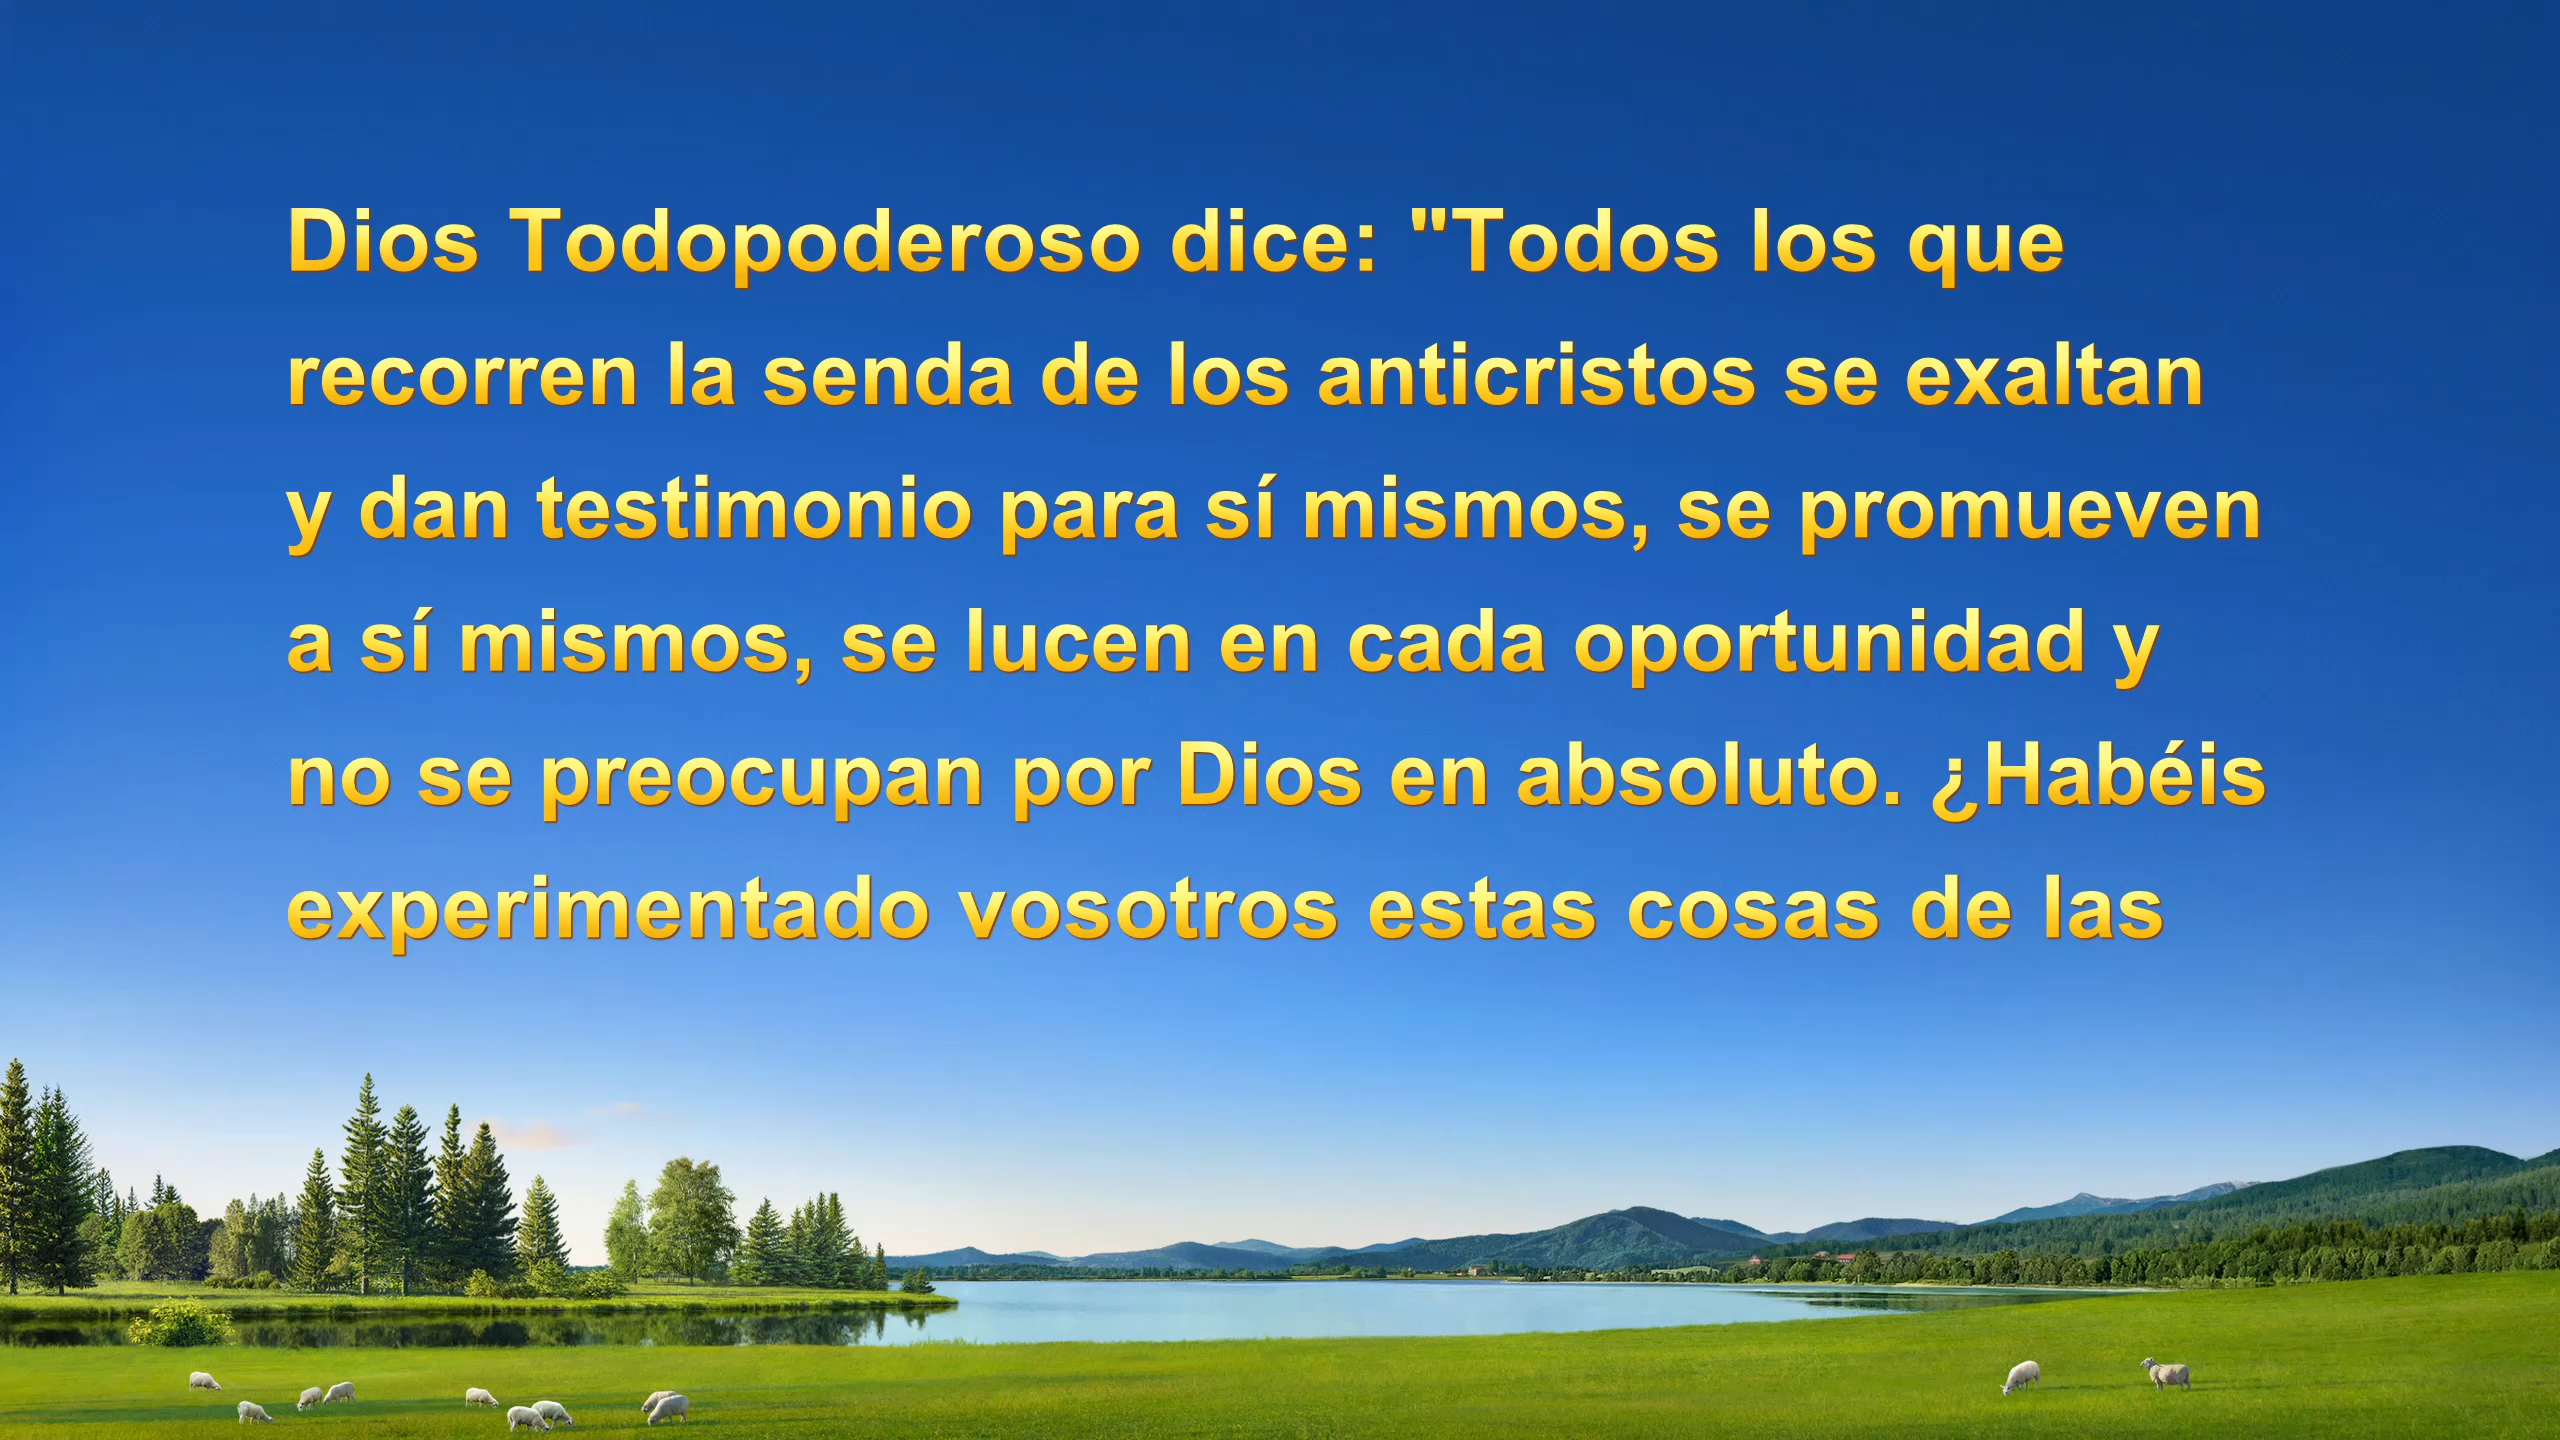 Dios Todopoderoso dice: "Todos los que
recorren la senda de los anticristos se exaltan
y dan testimonio para sí mismos, se promueven
a sí mismos, se lucen en cada oportunidad y
no se preocupan por Dios en absoluto. ¿Habéis
experimentado vosotros estas cosas de las